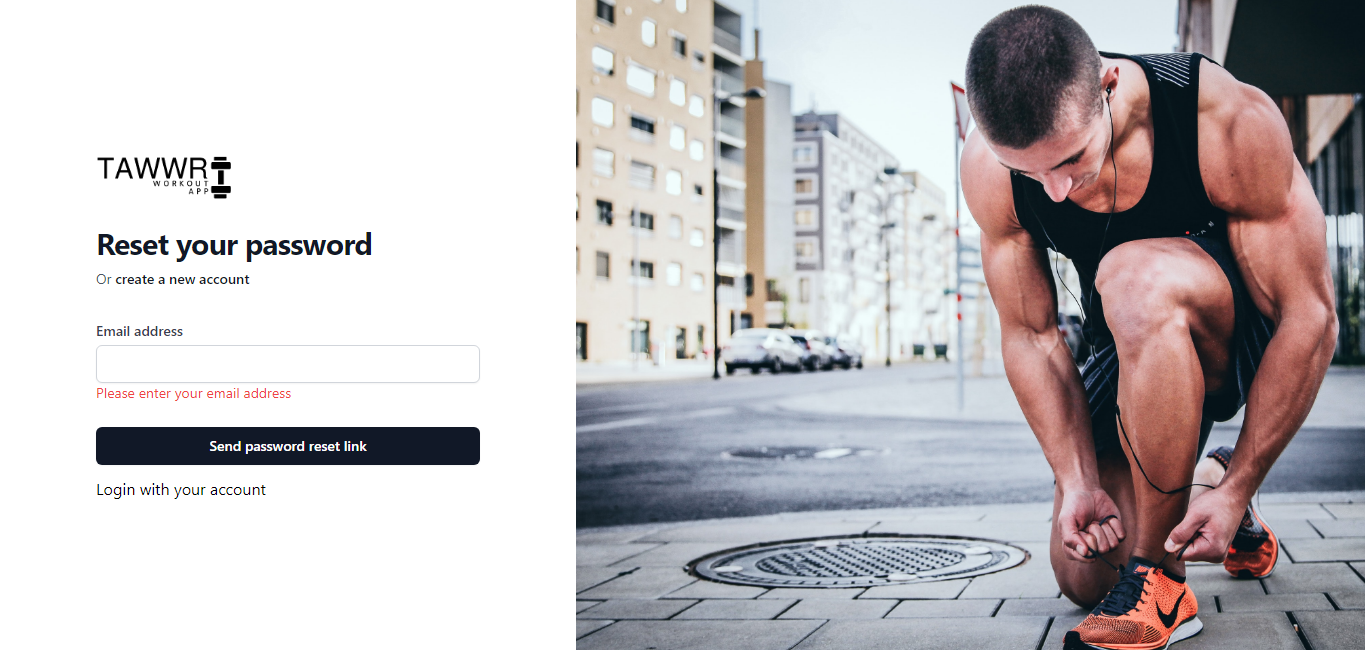 TAWWR
WORKOUT
APP
Reset your password
Or create a new account
Email address
Please enter your email address
Send password reset link
Login with your account